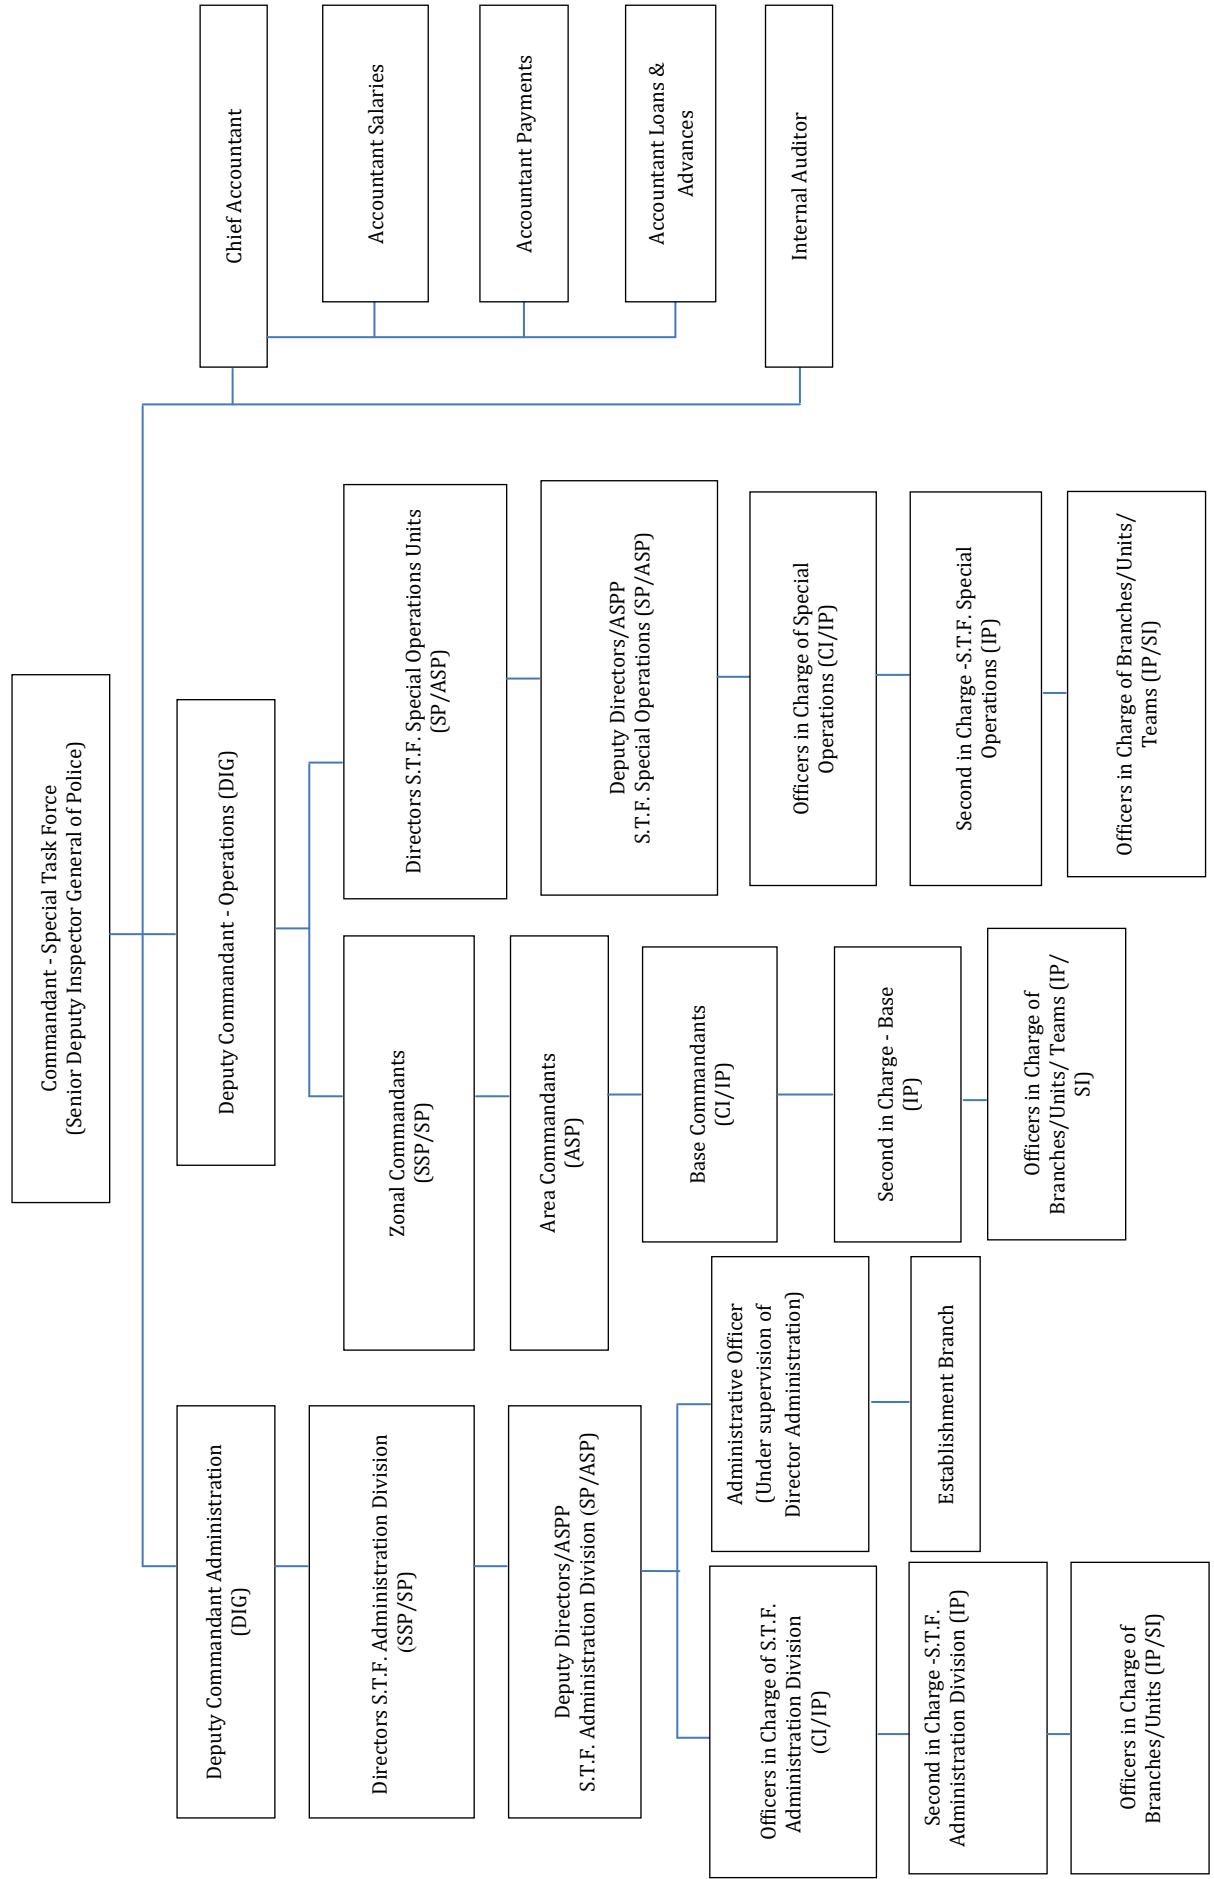 Commandant - Special Task Force
(Senior Deputy Inspector General of Police)
Deputy Commandant Administration
(DIG)
Directors S.T.F. Administration Division
(SSP/SP)
Deputy Directors/ASPP
S.T.F. Administration Division (SP/ASP)
Officers in Charge of S.T.F.
Administration Division
(CI/IP)
Second in Charge -S.T.F.
Administration Division (IP)
Officers in Charge of
Branches/Units (IP/SI)
Administrative Officer
(Under supervision of
Director Administration)
Establishment Branch
Deputy Commandant - Operations (DIG)
Zonal Commandants
(SSP/SP)
Area Commandants
(ASP)
Base Commandants
(CI/IP)
Second in Charge - Base
(IP)
Officers in Charge of
Branches/Units/ Teams (IP/
SI)
Directors S.T.F. Special Operations Units
(SP/ASP)
Deputy Directors/ASPP
S.T.F. Special Operations (SP/ASP)
Officers in Charge of Special
Operations (CI/IP)
Second in Charge -S.T.F. Special
Operations (IP)
Officers in Charge of Branches/Units/
Teams (IP/SI)
Chief Accountant
Accountant Salaries
Accountant Payments
Accountant Loans &
Advances
Internal Auditor